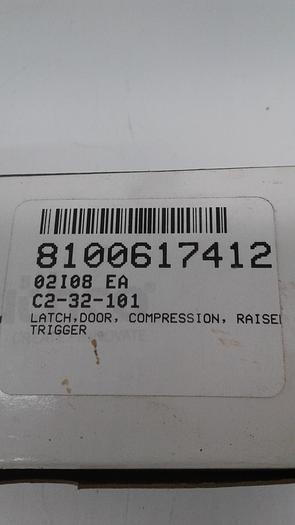 8100617412
02I08 EA
C2-32-101
LATCH,DOOR, COMPRESSION, RAISE
TRIGGER